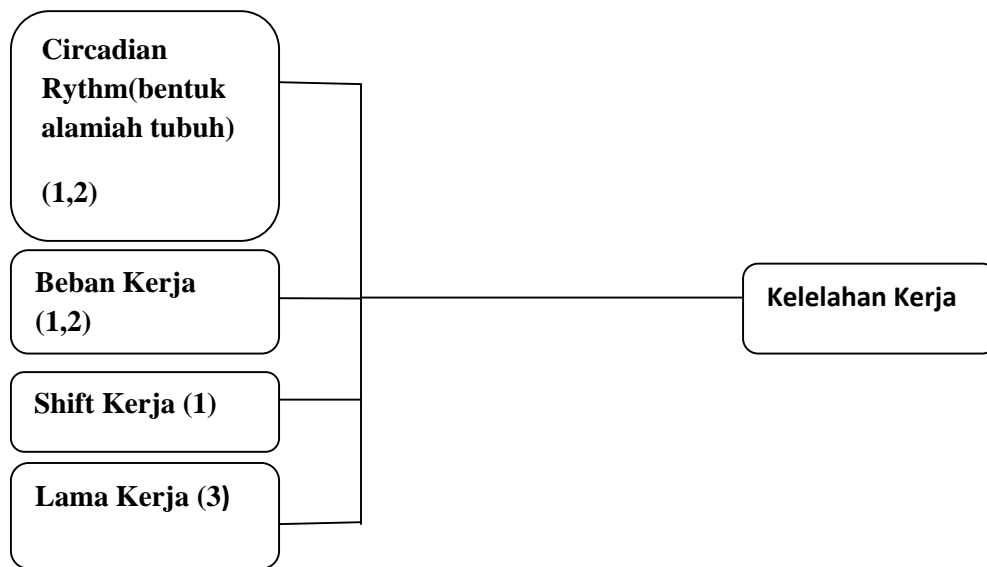 Circadian
Rythm(bentuk
alamiah tubuh)
(1,2)
Beban Kerja
(1,2)
Kelelahan Kerja
Shift Kerja (1)
Lama Kerja (3)